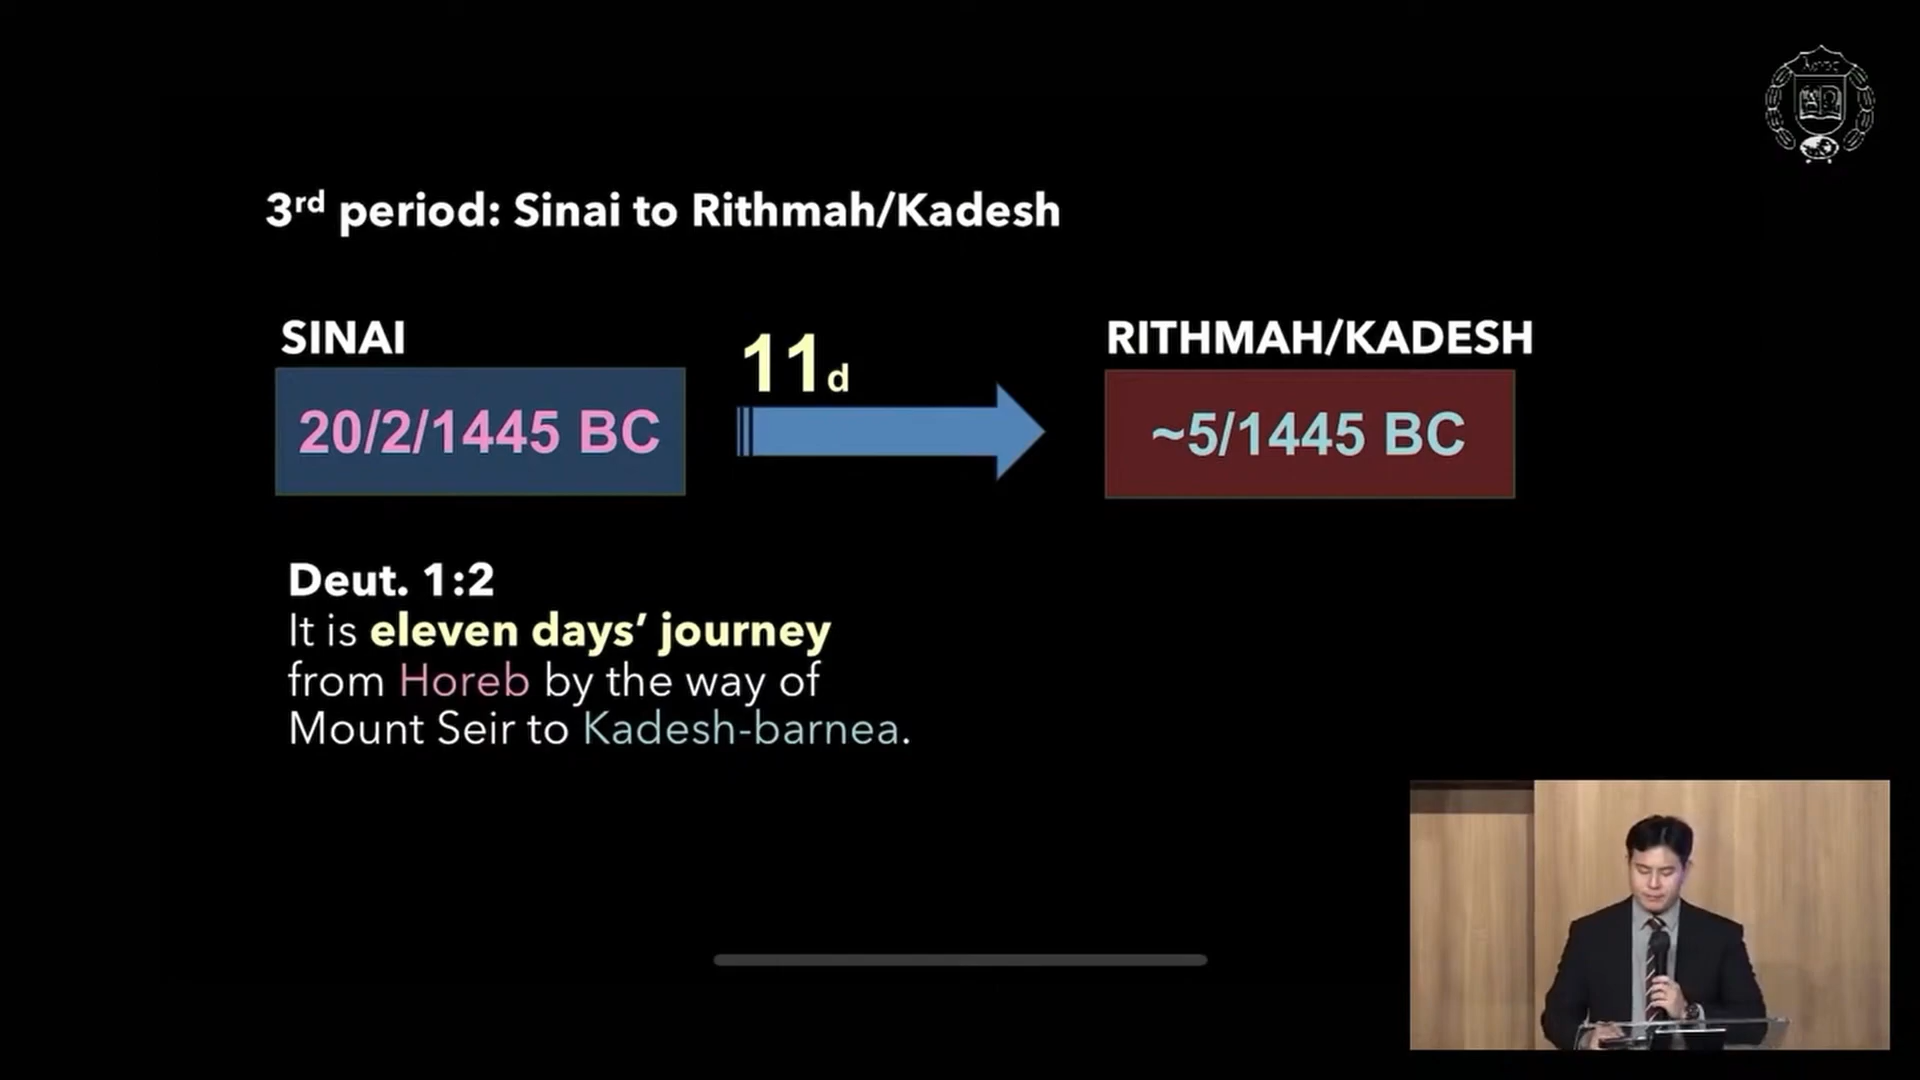 3rd period: Sinai to Rithmah/Kadesh
SINAI
11d
RITHMAH/KADESH
20/2/1445 BC
~5/1445 BC
Deut. 1:2
It is eleven days’ journey
from Horeb by the way of
Mount Seir to Kadesh-barnea.